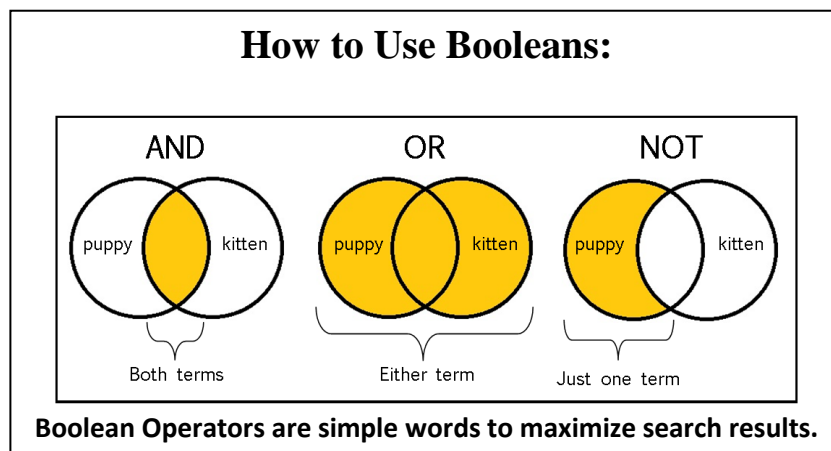 How to Use Booleans:
AND OR NOT
puppy kitten puppy kitten puppy kitten
Both terms Either term Just one term
Boolean Operators are simple words to maximize search results.